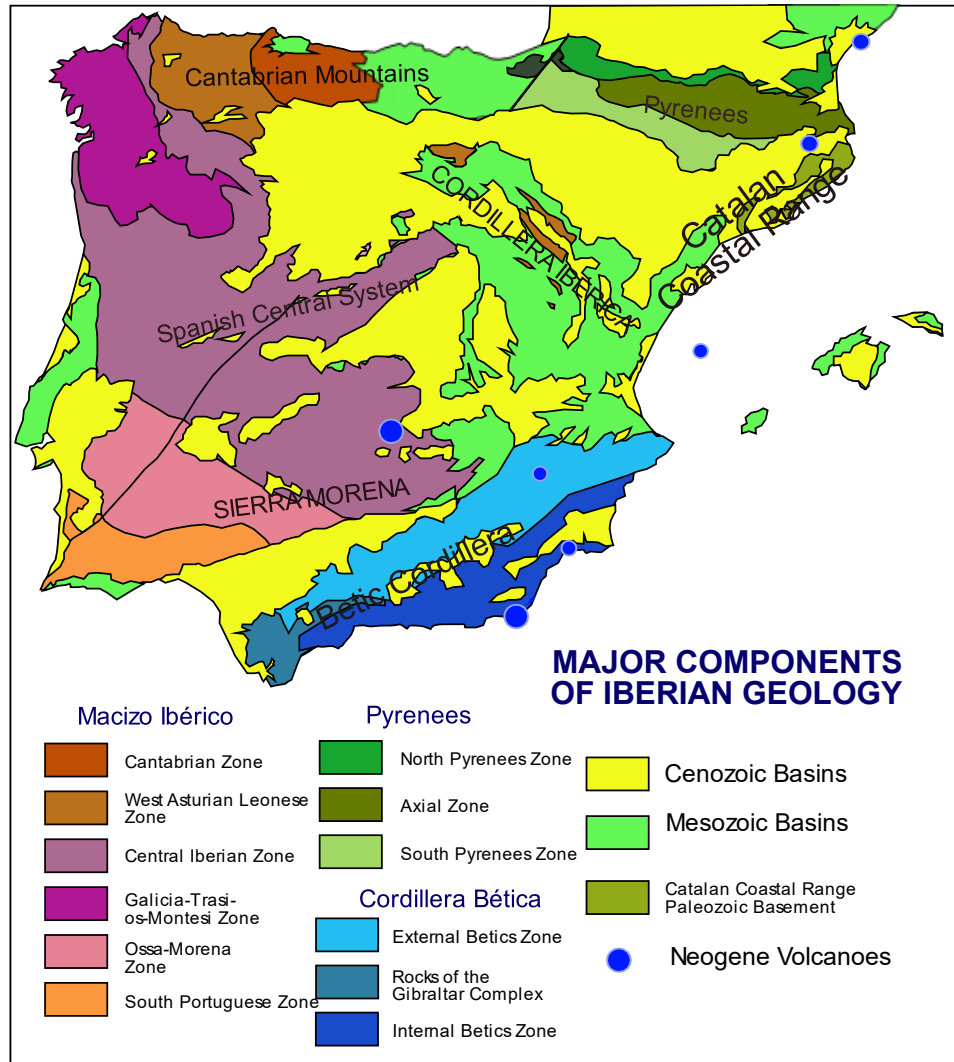 Cantabrian Mountains
Pyrenees
CORDILLERA IBERICA
Catalan
Coastal Range
Spanish Central System
SIERRA MORENA
Betic Cordillera
MAJOR COMPONENTS
OF IBERIAN GEOLOGY
Macizo Ibérico
Cantabrian Zone
West Asturian Leonese
Zone
Central Iberian Zone
Galicia-Trasi-
os-Montesi Zone
Ossa-Morena
Zone
South Portuguese Zone
Pyrenees
North Pyrenees Zone
Axial Zone
South Pyrenees Zone
Cordillera Bética
External Betics Zone
Rocks of the
Gibraltar Complex
Internal Betics Zone
Cenozoic Basins
Mesozoic Basins
Catalan Coastal Range
Paleozoic Basement
Neogene Volcanoes